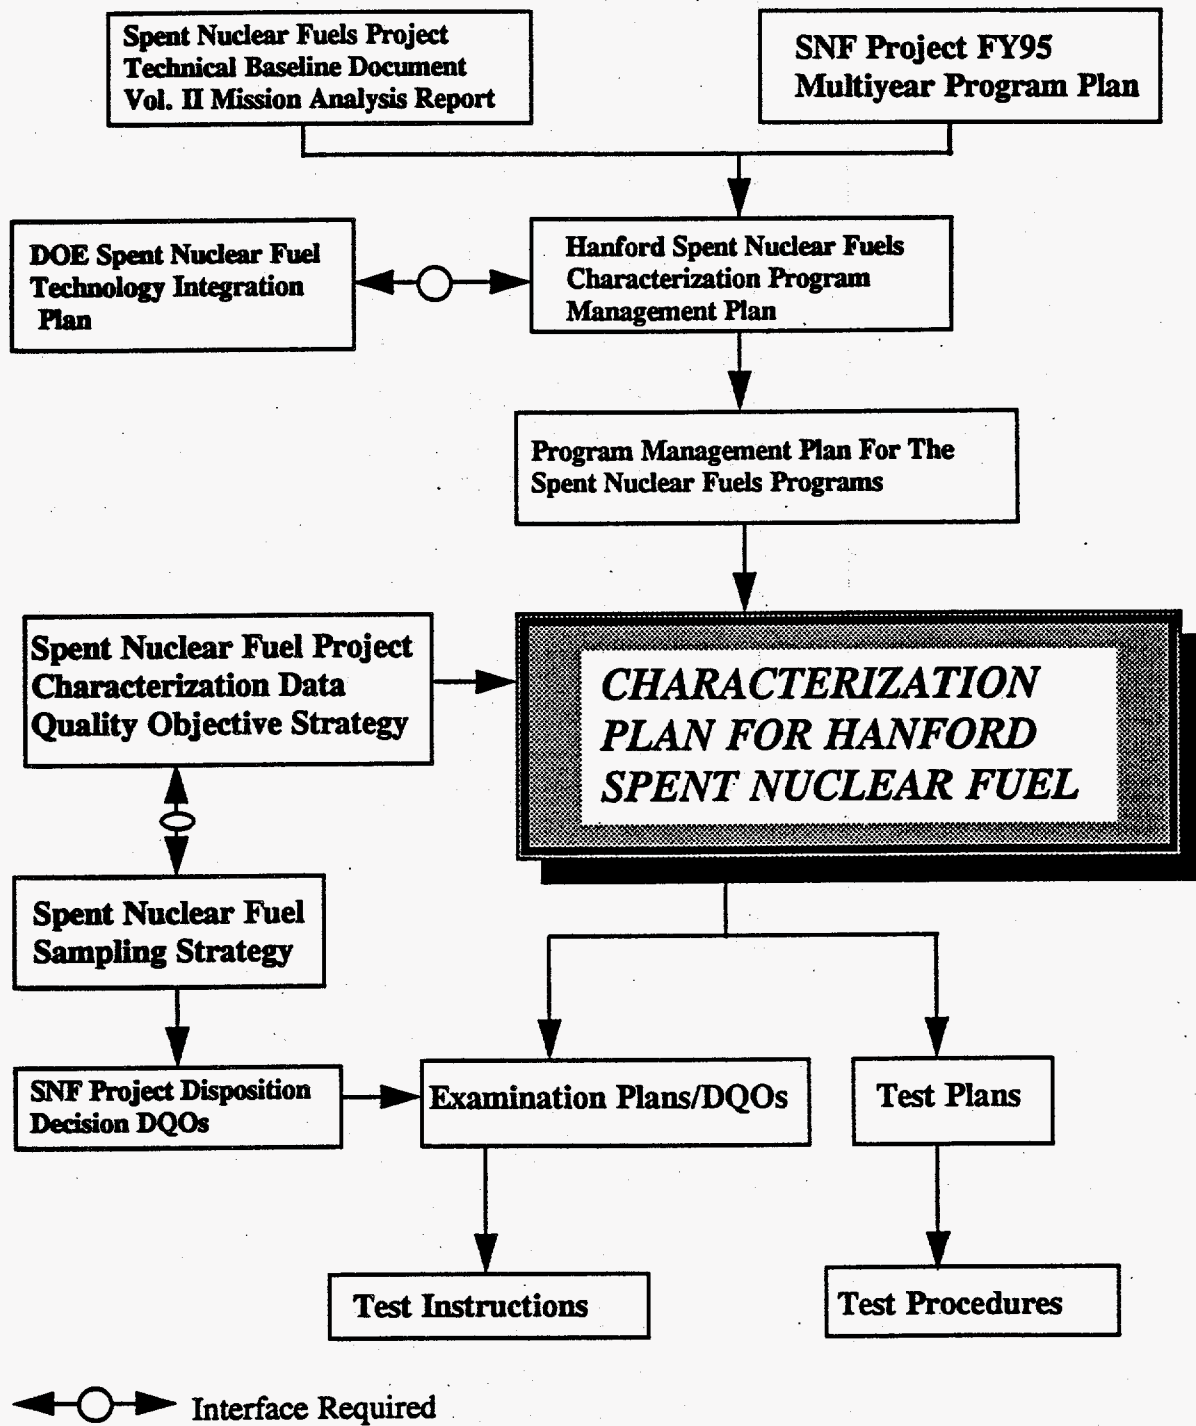 Spent Nuclear Fuels Project
Technical Baseline Document
Vol. II Mission Analysis Report
SNF Project FY95
Multiyear Program Plan
DOE Spent Nuclear Fuel
Technology Integration
Plan
Hanford Spent Nuclear Fuels
Characterization Program
Management Plan
Program Management Plan For The
Spent Nuclear Fuels Programs
Spent Nuclear Fuel Project
Characterization Data
Quality Objective Strategy
CHARACTERIZATION
PLAN FOR HANFORD
SPENT NUCLEAR FUEL
Spent Nuclear Fuel
Sampling Strategy
SNF Project Disposition
Decision DQOs
Examination Plans/DQOs
Test Plans
Test Instructions
Test Procedures
Interface Required